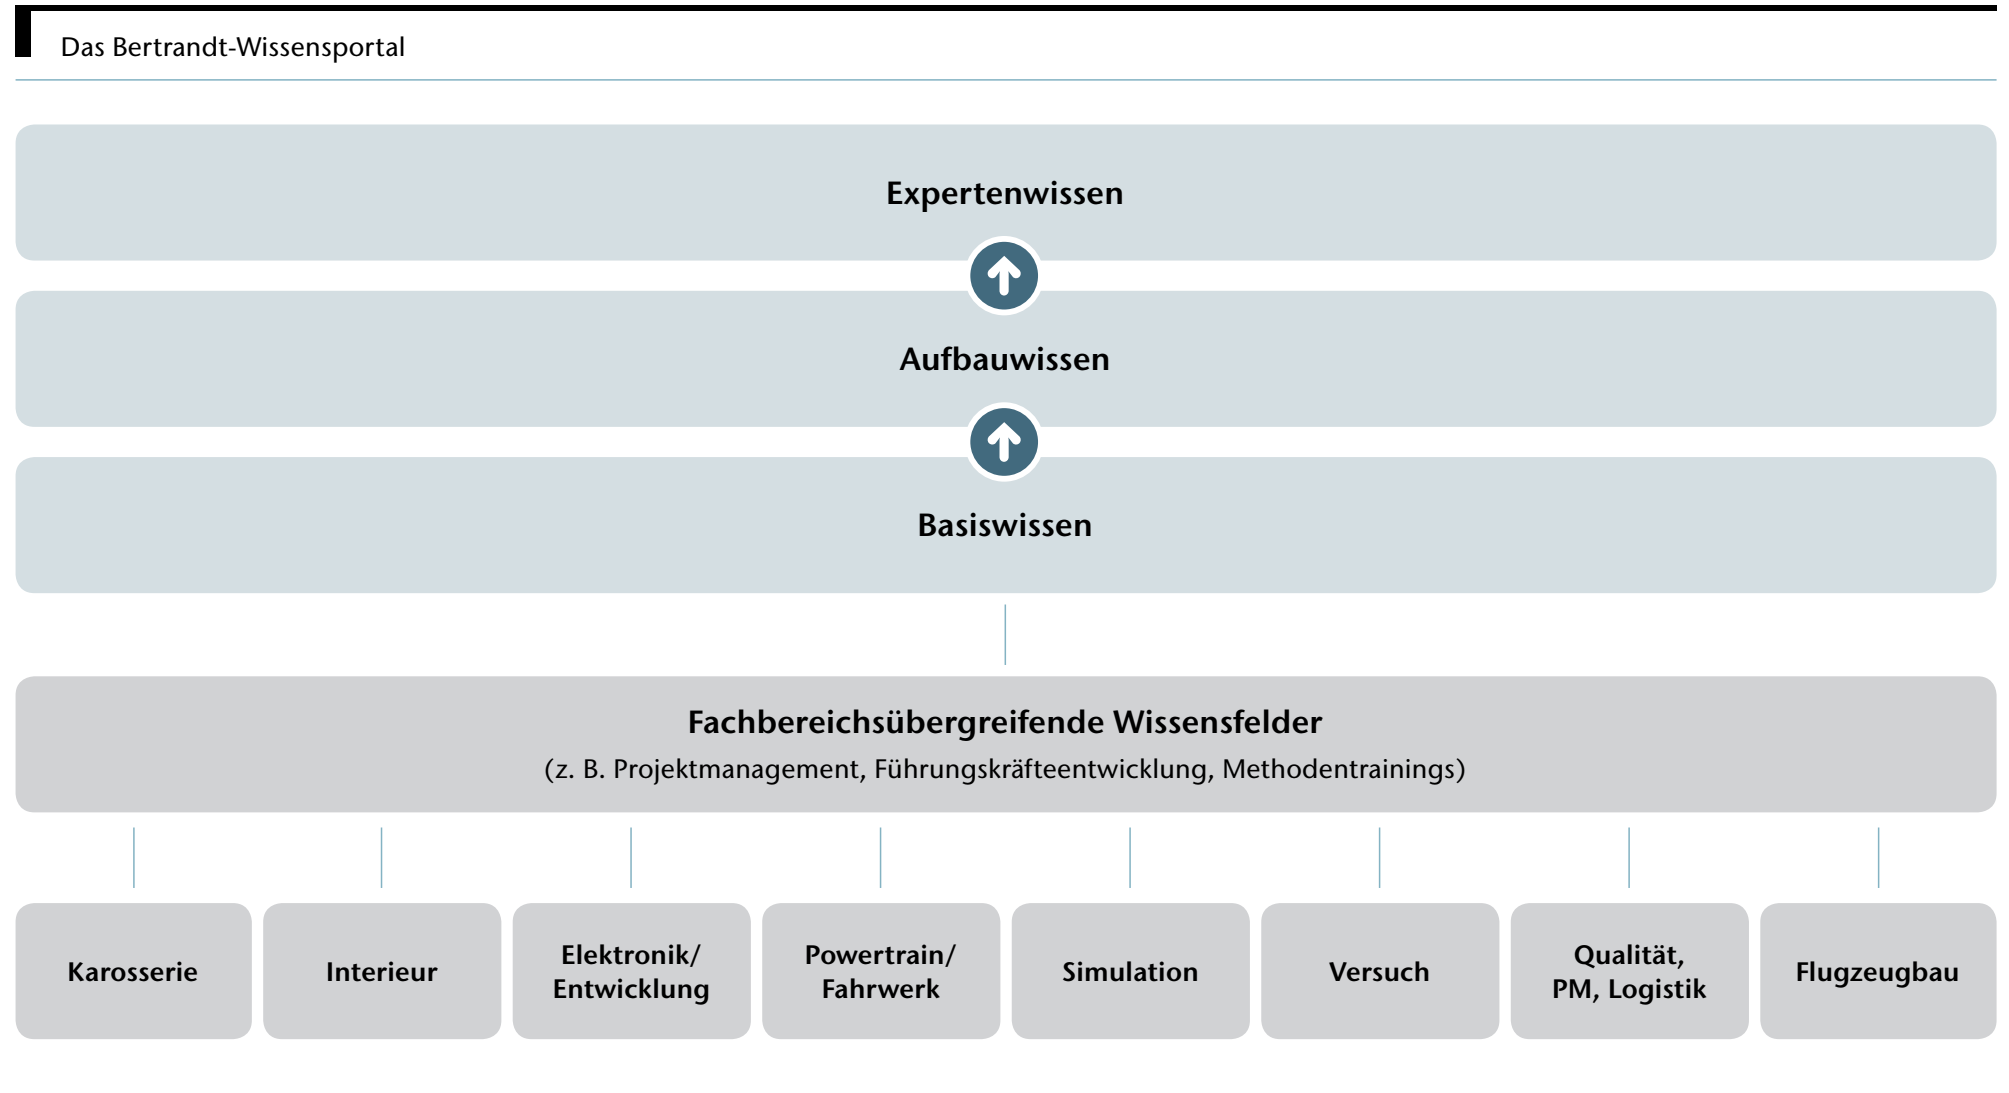 Das Bertrandt-Wissensportal
Expertenwissen
Aufbauwissen
Basiswissen
Fachbereichsübergreifende Wissensfelder
(z. B. Projektmanagement, Führungskräfteentwicklung, Methodentrainings)
Karosserie
Interieur
Elektronik/
Entwicklung
Powertrain/
Fahrwerk
Simulation
Versuch
Qualität,
PM, Logistik
Flugzeugbau